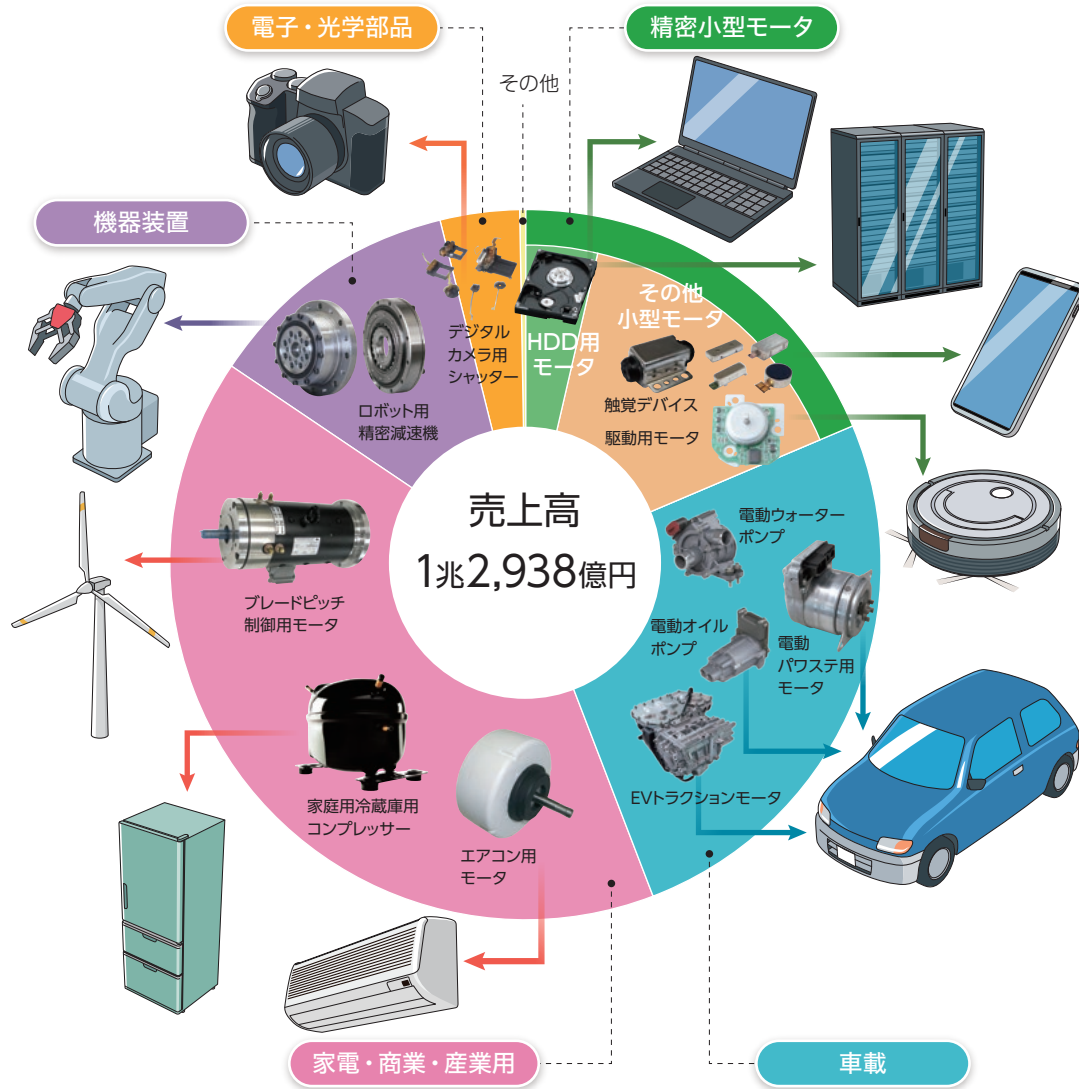 電子・光学部品
精密小型モータ
その他
機器装置
デジタル
カメラ用
シャッター
HDD用
モータ
その他
小型モータ
触覚デバイス
駆動用モータ
ロボット用
精密減速機
売上高
1兆2,938億円
電動ウォーター
ポンプ
ブレードピッチ
制御用モータ
電動オイル
ポンプ
電動
パワステ用
モータ
EVトラクションモータ
家庭用冷蔵庫用
コンプレッサー
エアコン用
モータ
家電・商業・産業用
車載